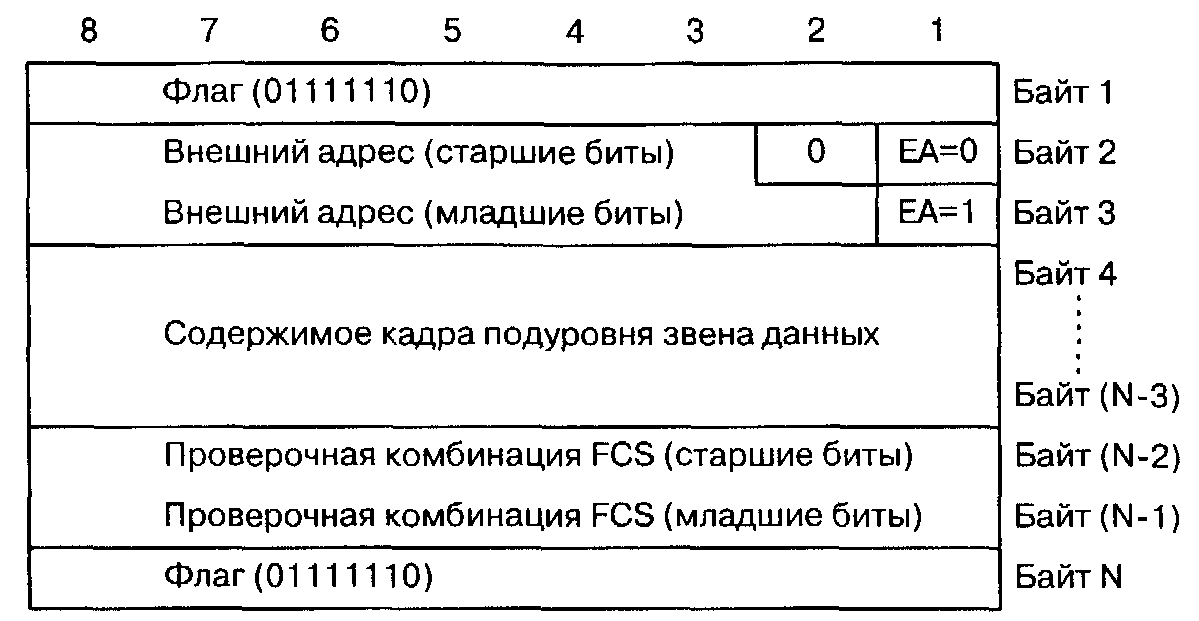 8 7 6 5 4 3 2 1
Флаг (01111110) Байт 1
Внешний адрес (старшие биты) 0 EA=0 Байт 2
Внешний адрес (младшие биты) EA=1 Байт 3
Байт 4
Содержимое кадра подуровня звена данных
Байт (N-3)
Проверочная комбинация FCS (старшие биты) Байт (N-2)
Проверочная комбинация FCS (младшие биты) Байт (N-1)
Флаг (01111110) Байт N